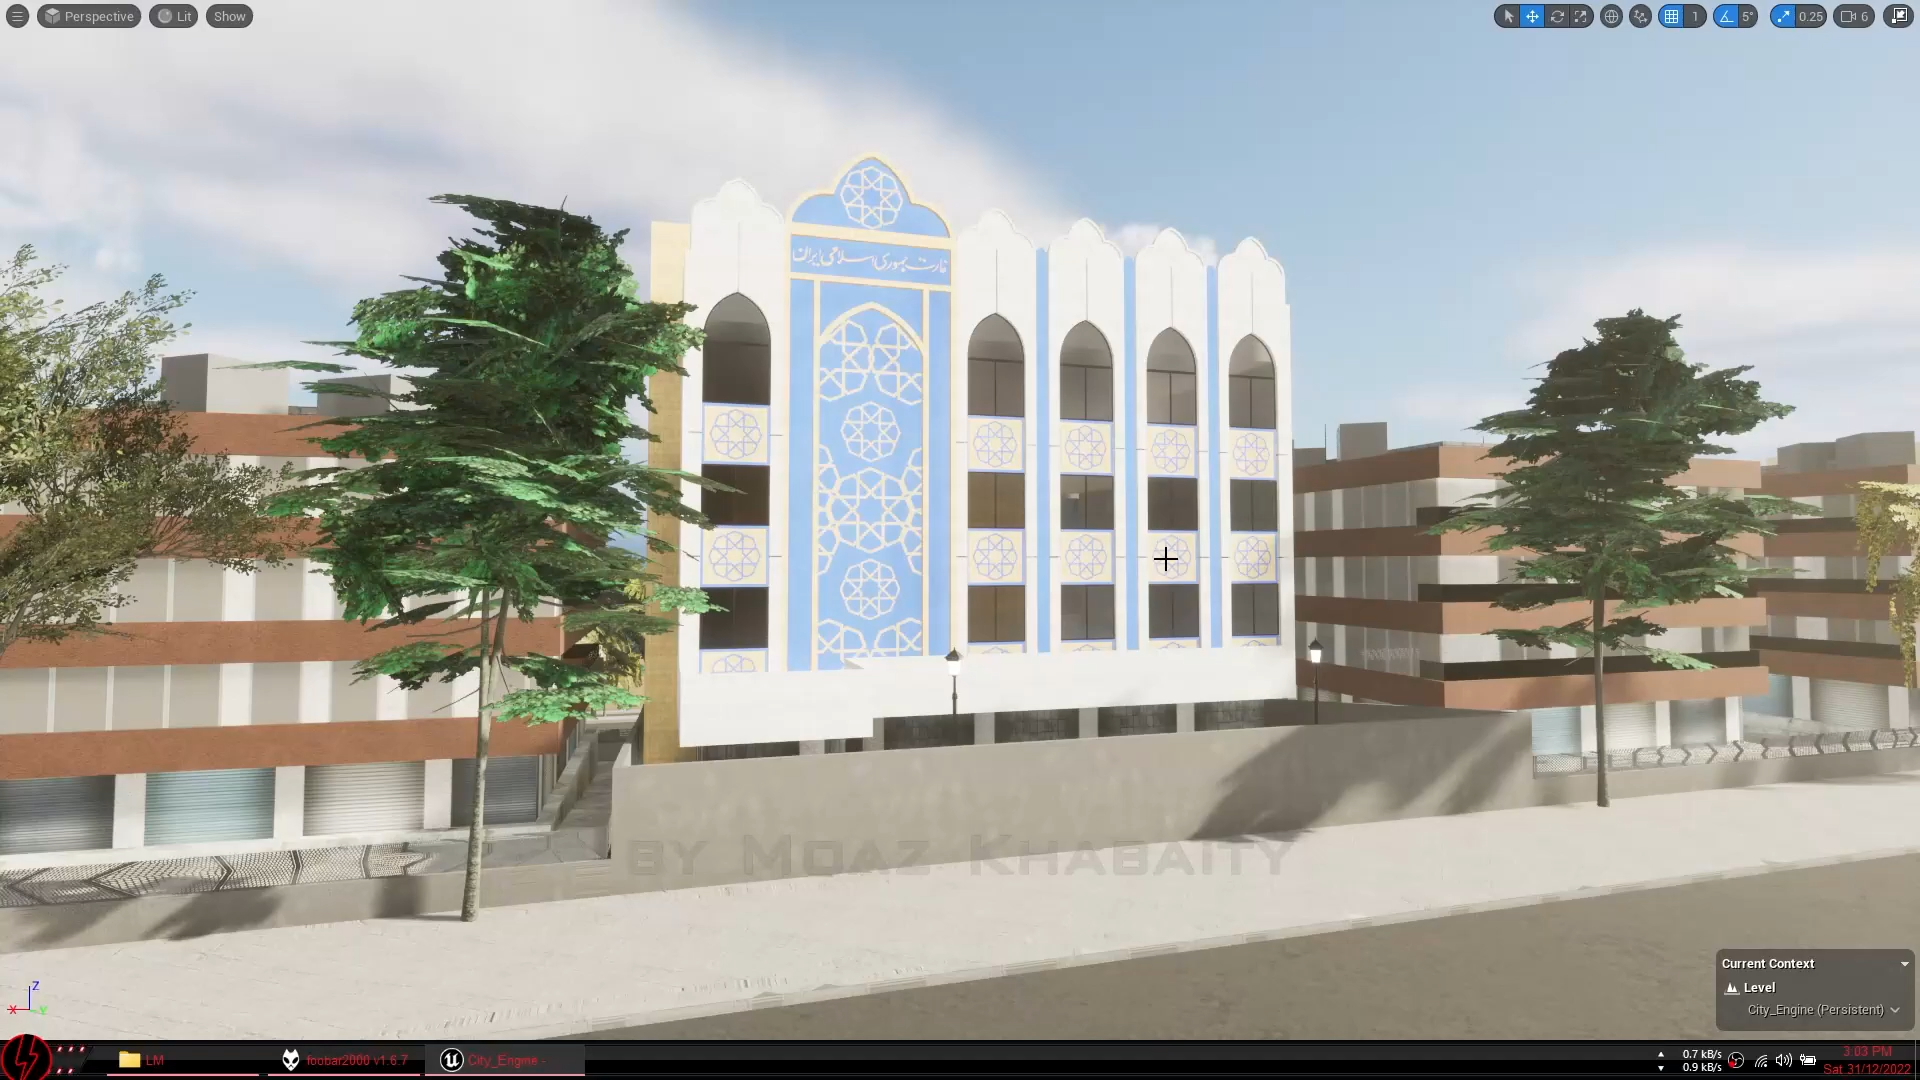 Perspective
Lit
Show
1
5°
0.25
6
سفارت جمهوری اسلامی ایران
BY MOAZ KHABAITY
Z
X
Y
Current Context
Level
City_Engine (Persistent)
LM
foobar2000 v1.6.7
City_Engine -
0.7 kB/s
0.9 kB/s
3:03 PM
Sat 31/12/2022